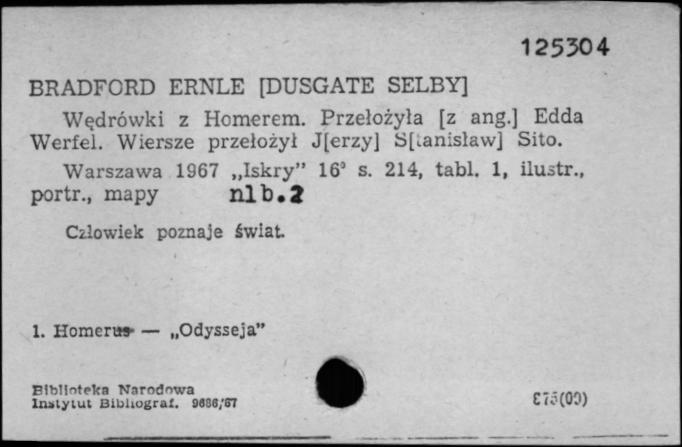 125304
BRADFORD ERNLE [DUSGATE SELBY]
Wędrówki z Homerem. Przełożyła [z ang.] Edda
Werfel. Wiersze przełożył J[erzy] S[tanisław] Sito.
Warszawa 1967 „Iskry” 16° s. 214, tabl. 1, ilustr.,
portr., mapy nlb.2
Człowiek poznaje świat.
1. Homerus — „Odysseja”
Biblioteka Narodowa
Instytut Bibliograf. 9686/67 875(09)